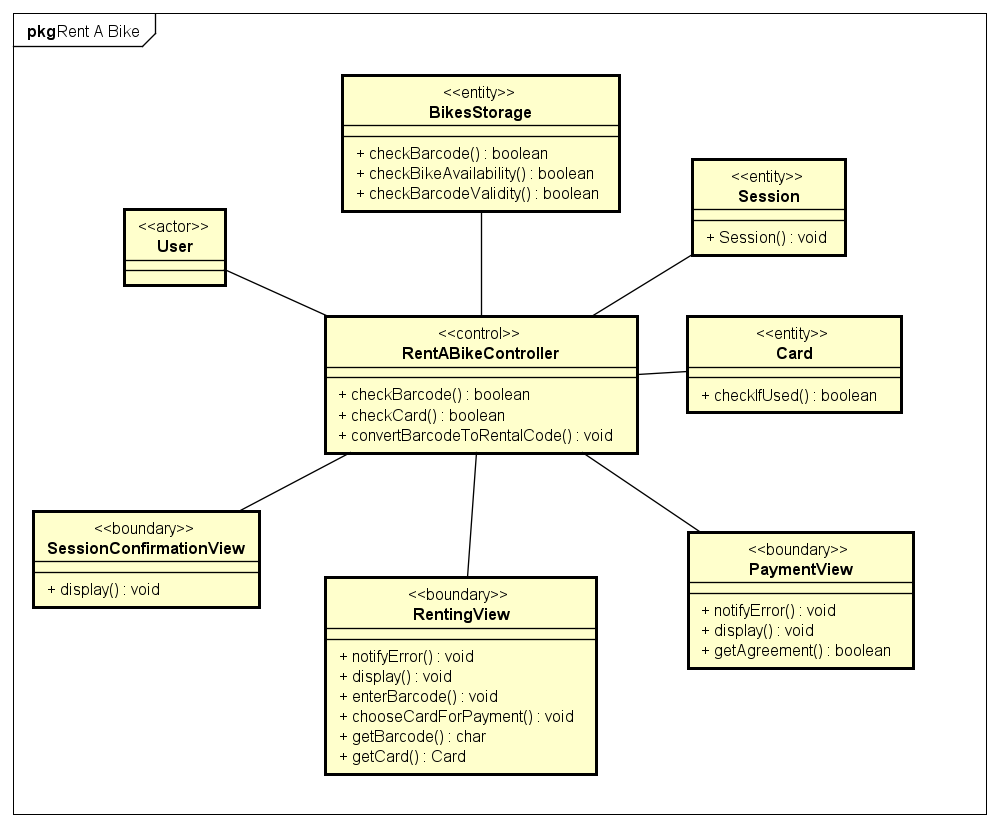 pkgRent A Bike
<<entity>>
BikesStorage
+ checkBarcode() : boolean
+ checkBikeAvailability() : boolean
+ checkBarcodeValidity() : boolean
<<entity>>
Session
+ Session() : void
<<actor>>
User
<<control>>
RentABikeController
+ checkBarcode() : boolean
+ checkCard() : boolean
+ convertBarcodeToRentalCode() : void
<<entity>>
Card
+ checkIfUsed() : boolean
<<boundary>>
SessionConfirmationView
+ display() : void
<<boundary>>
RentingView
+ notifyError() : void
+ display() : void
+ enterBarcode() : void
+ chooseCardForPayment() : void
+ getBarcode() : char
+ getCard() : Card
<<boundary>>
PaymentView
+ notifyError() : void
+ display() : void
+ getAgreement() : boolean